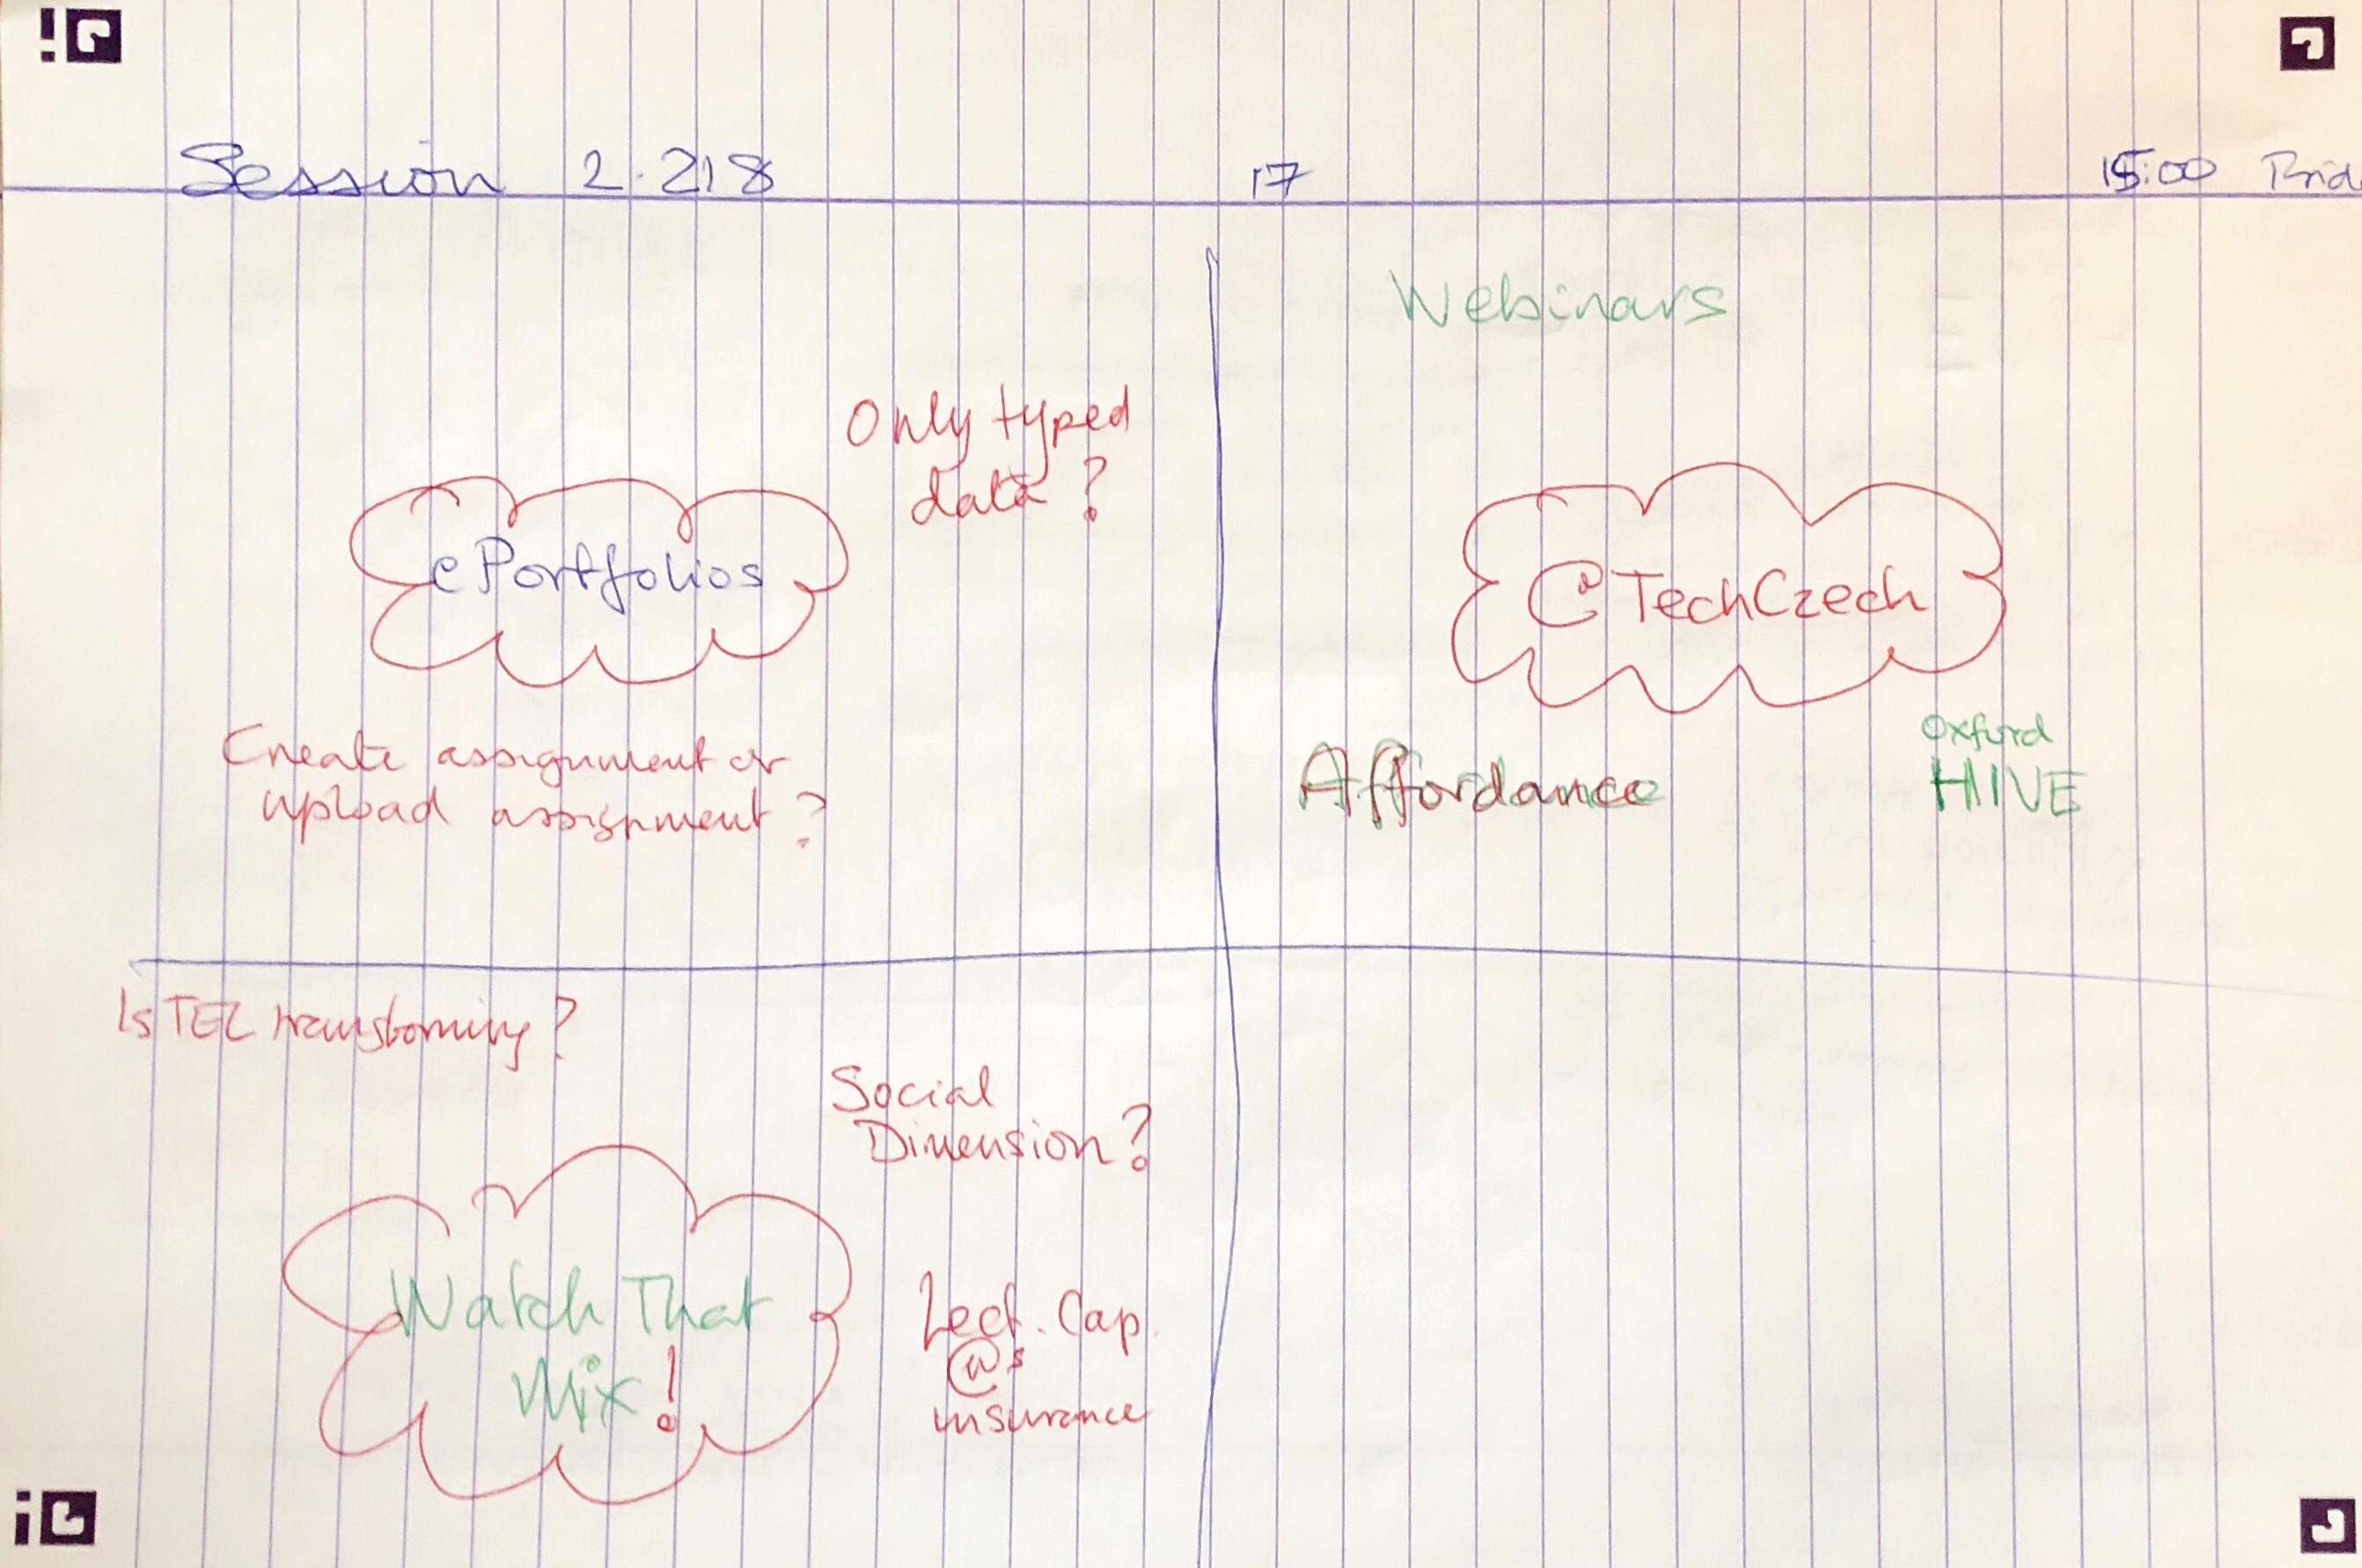 Session 2.218 17 15:00
Only typed
data?
ePortfolios
Create assignment or
upload assignment?
Webinars
@TechCzech
Affordance
Oxford
HIVE
Is TEL transforming?
Social
Dimension?
Watch That
Mix!
Lect. Cap.
as
insurance